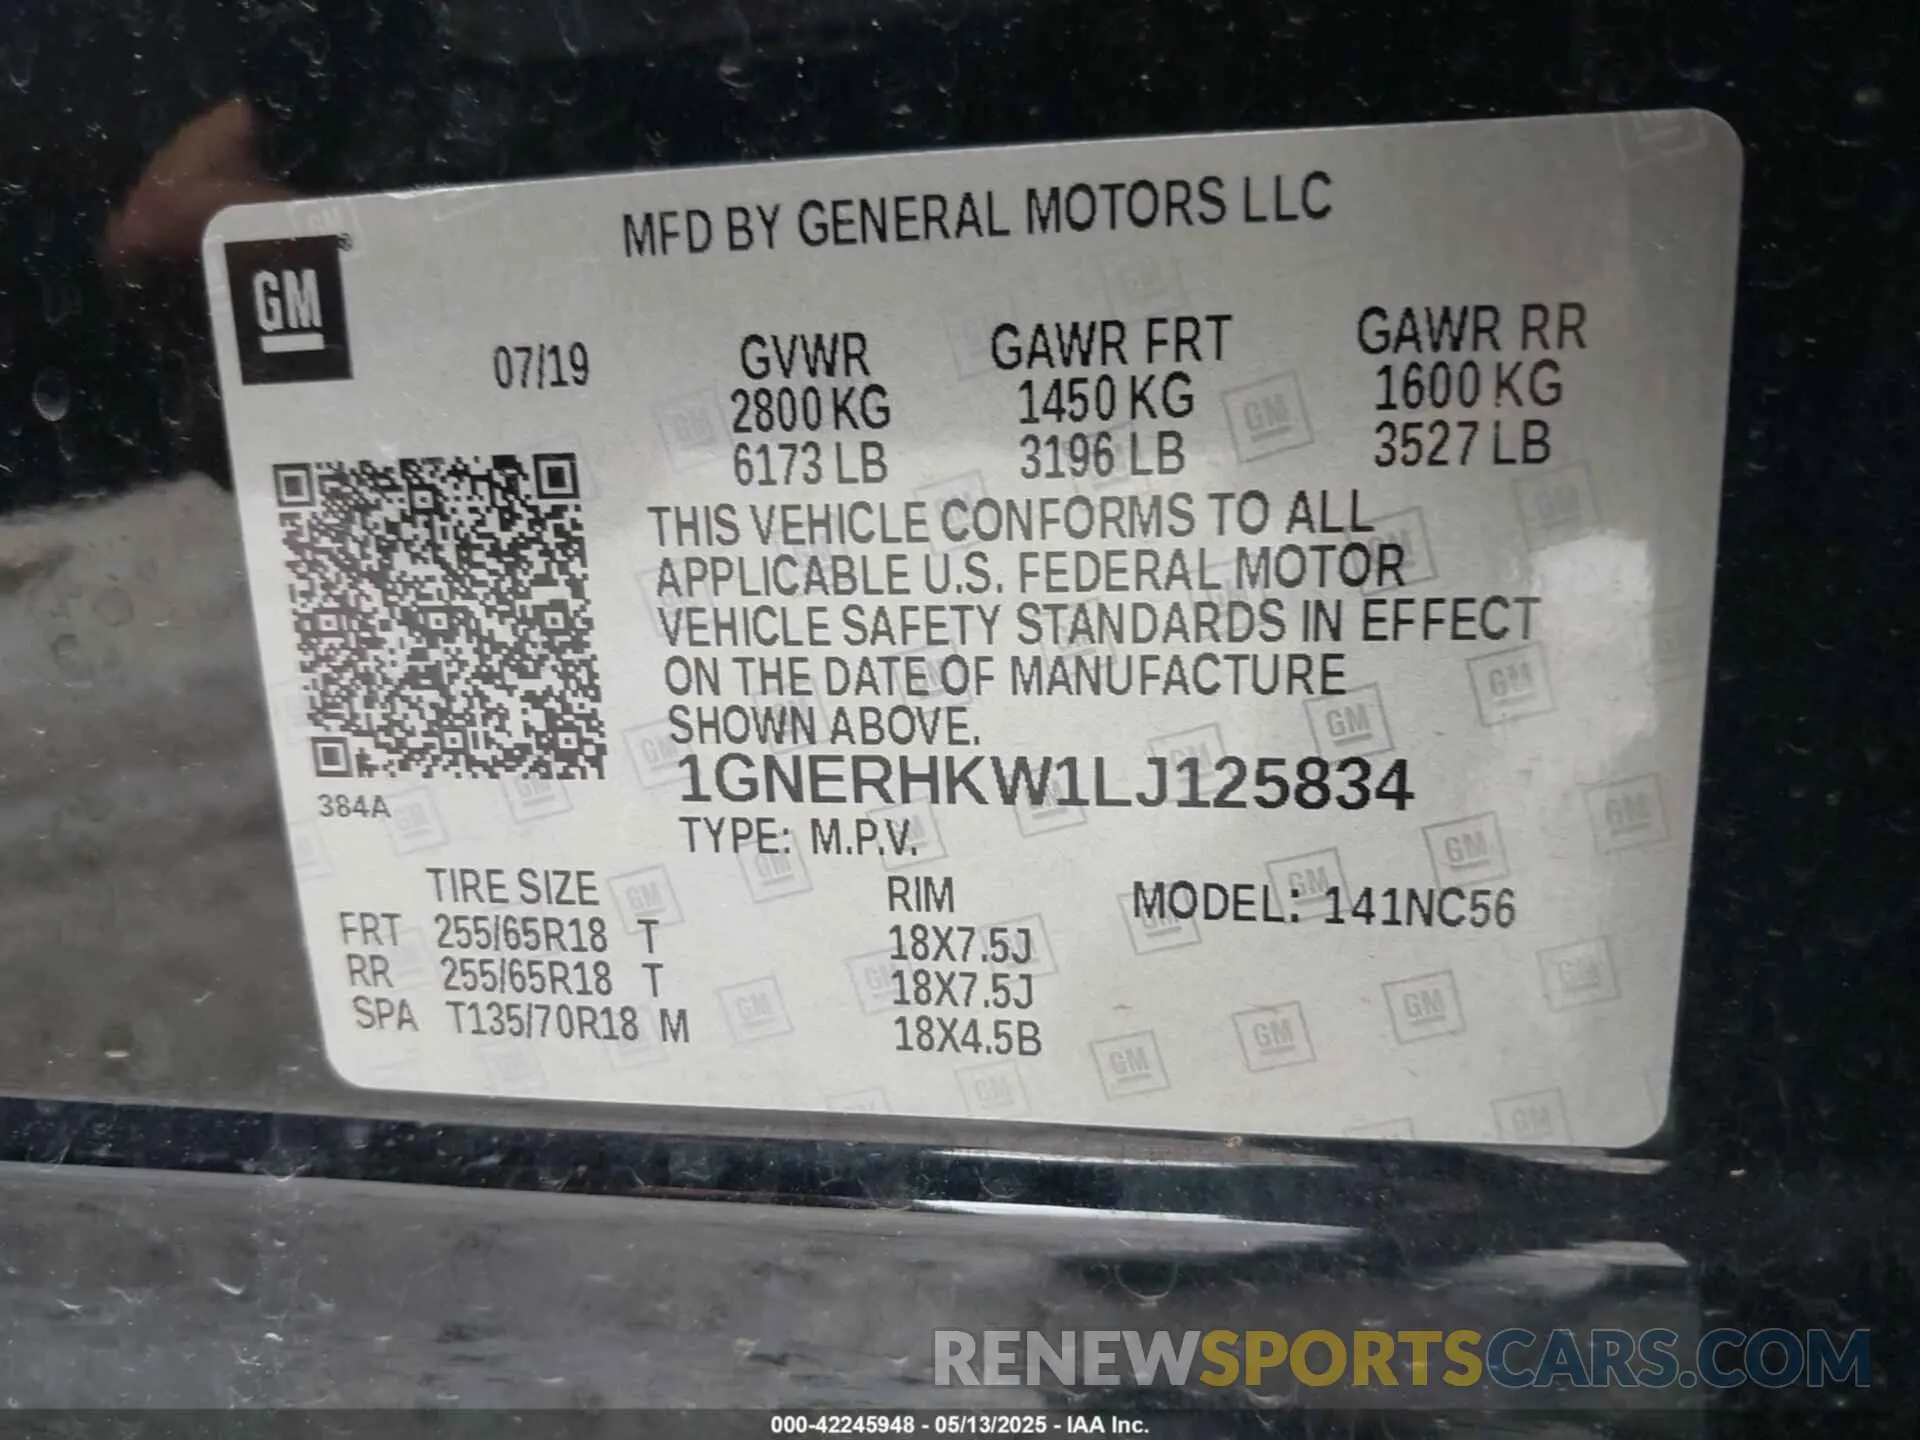 MFD BY GENERAL MOTORS LLC
GM ®
07/19 GVWR GAWR FRT GAWR RR
2800 KG 1450 KG 1600 KG
6173 LB 3196 LB 3527 LB
THIS VEHICLE CONFORMS TO ALL
APPLICABLE U.S. FEDERAL MOTOR
VEHICLE SAFETY STANDARDS IN EFFECT
ON THE DATE OF MANUFACTURE
SHOWN ABOVE.
1GNERHKW1LJ125834
384A
TYPE: M.P.V.
TIRE SIZE RIM MODEL: 141NC56
FRT 255/65R18 T 18X7.5J
RR 255/65R18 T 18X7.5J
SPA T135/70R18 M 18X4.5B
RENEWSPORTSCARS.COM
000-42245948 - 05/13/2025 - IAA Inc.